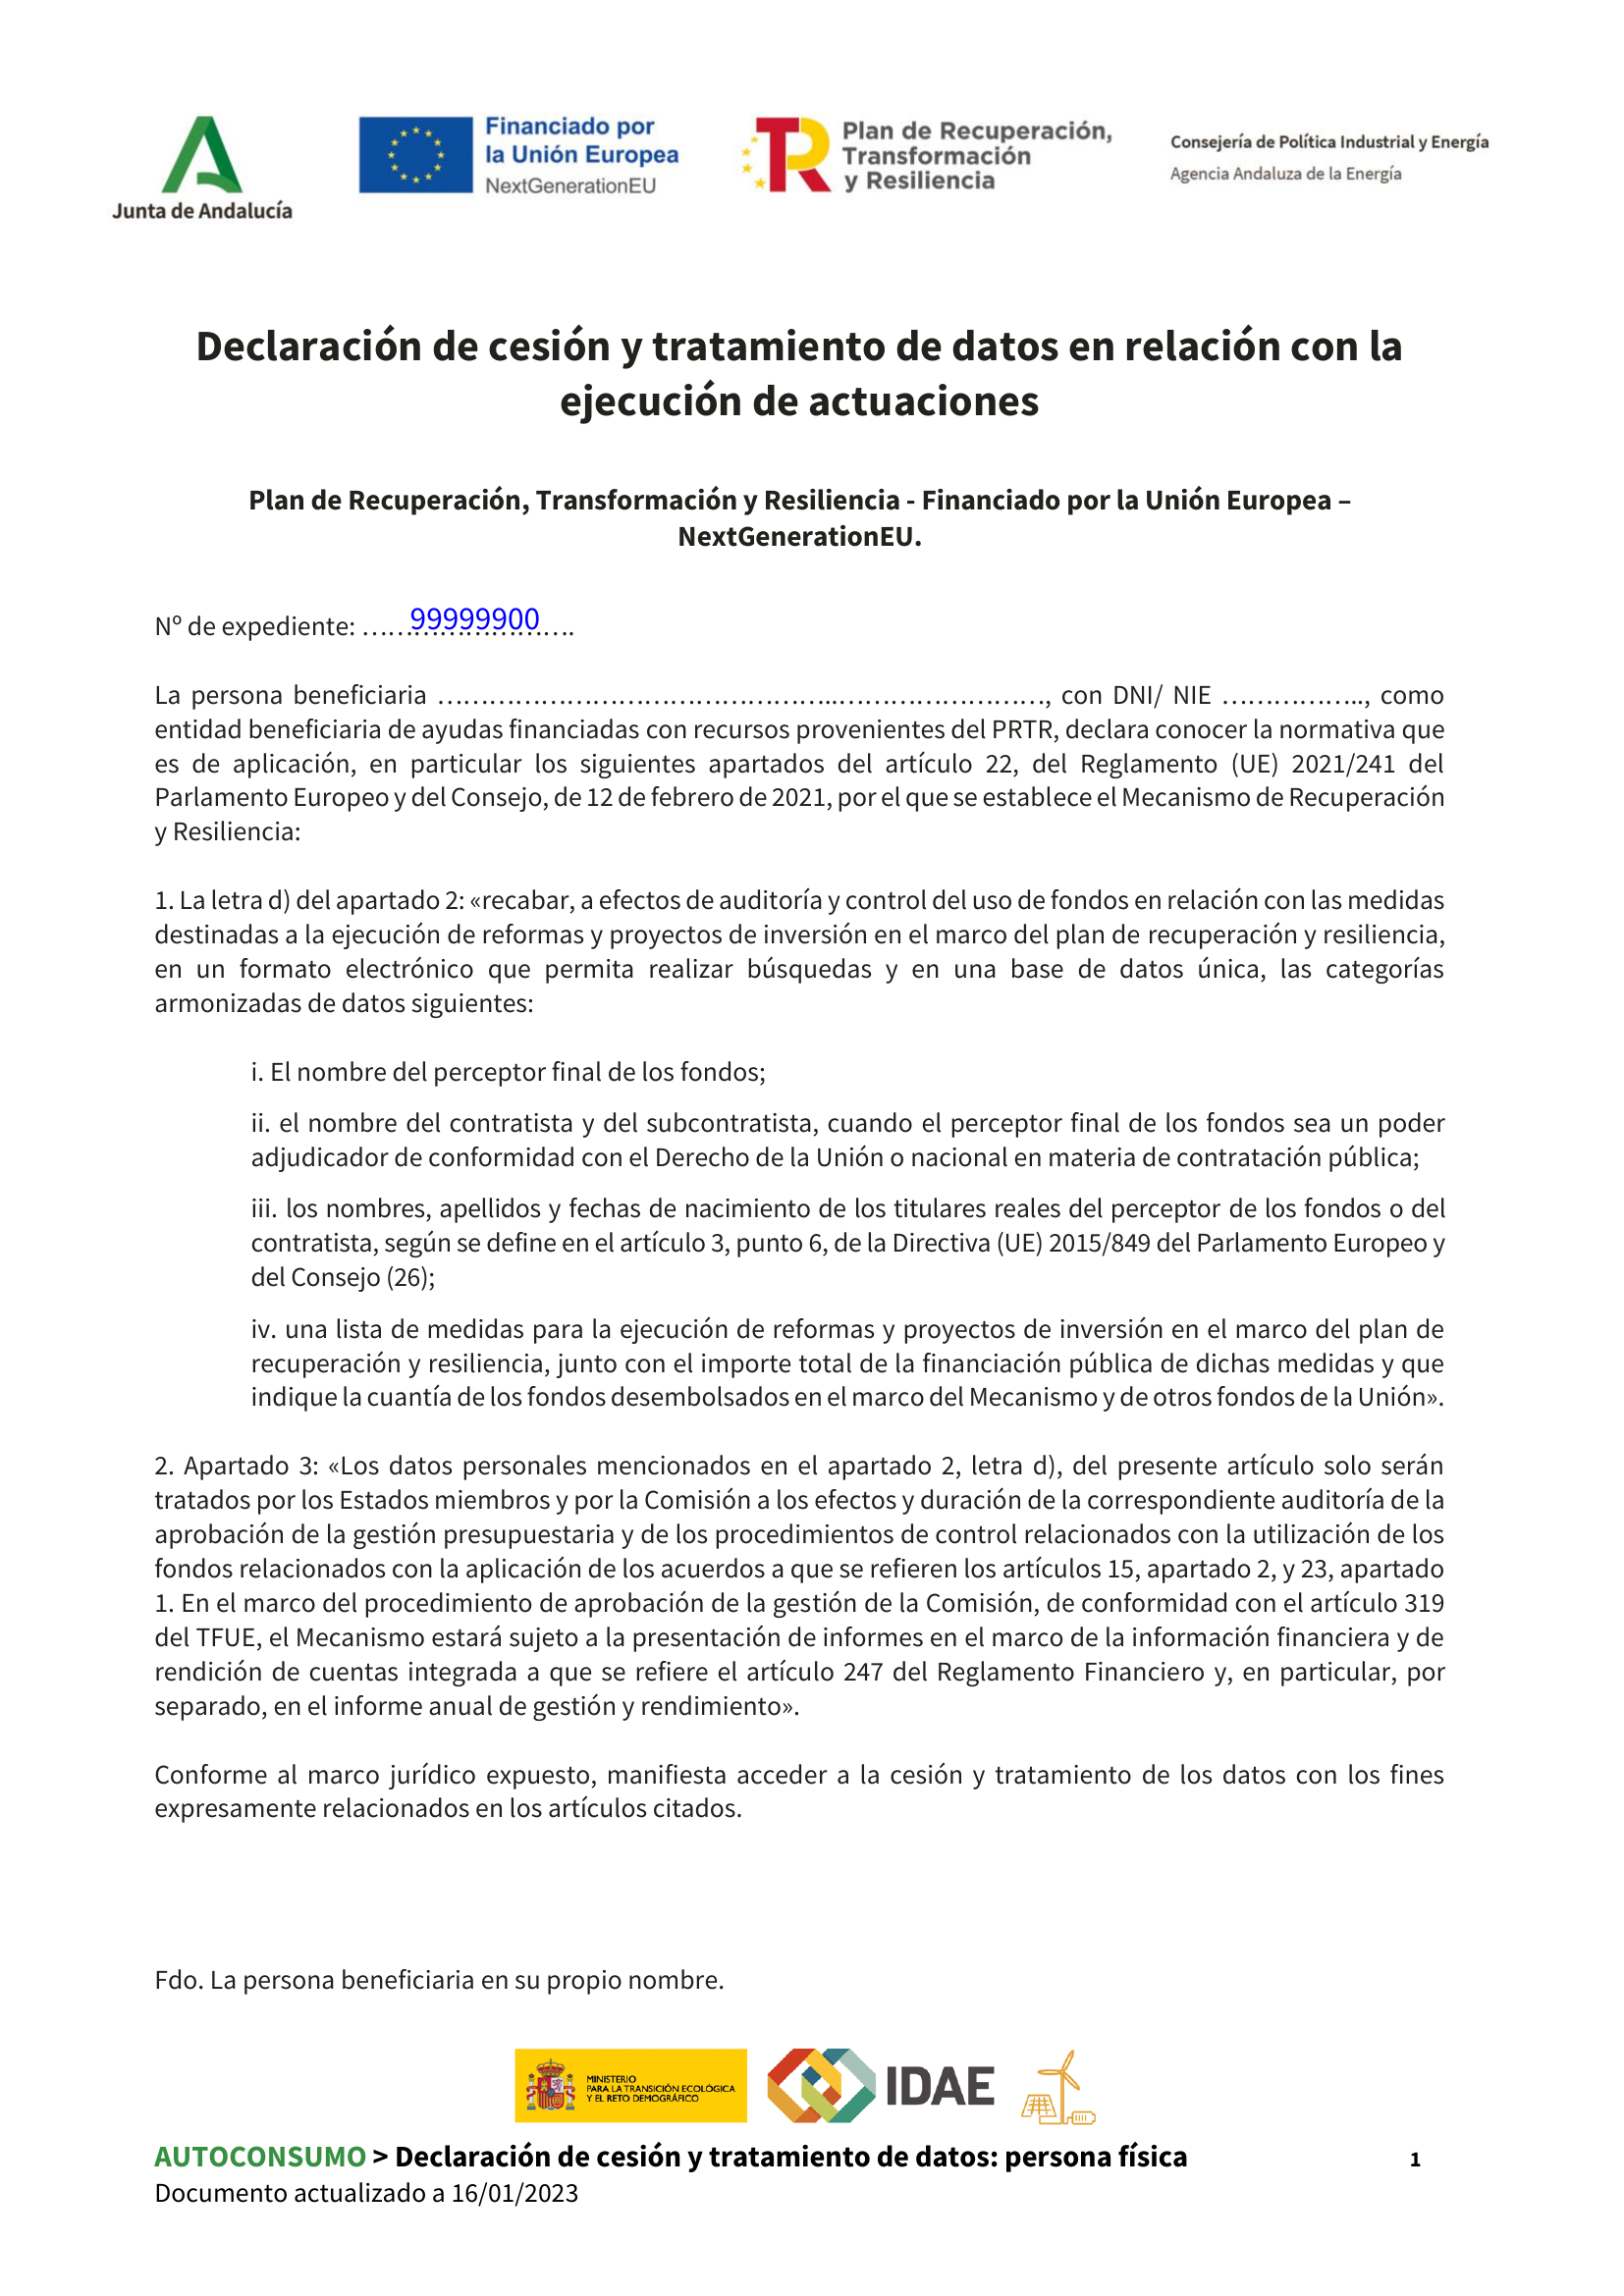 Junta de Andalucía
Financiado por
la Unión Europea
NextGenerationEU
Plan de Recuperación,
Transformación
y Resiliencia
Consejería de Política Industrial y Energía
Agencia Andaluza de la Energía
Declaración de cesión y tratamiento de datos en relación con la
ejecución de actuaciones
Plan de Recuperación, Transformación y Resiliencia - Financiado por la Unión Europea –
NextGenerationEU.
Nº de expediente: ………………………. 99999900
La persona beneficiaria ………………………………………..……………………, con DNI/ NIE …………….., como
entidad beneficiaria de ayudas financiadas con recursos provenientes del PRTR, declara conocer la normativa que
es de aplicación, en particular los siguientes apartados del artículo 22, del Reglamento (UE) 2021/241 del
Parlamento Europeo y del Consejo, de 12 de febrero de 2021, por el que se establece el Mecanismo de Recuperación
y Resiliencia:
1. La letra d) del apartado 2: «recabar, a efectos de auditoría y control del uso de fondos en relación con las medidas
destinadas a la ejecución de reformas y proyectos de inversión en el marco del plan de recuperación y resiliencia,
en un formato electrónico que permita realizar búsquedas y en una base de datos única, las categorías
armonizadas de datos siguientes:
i. El nombre del perceptor final de los fondos;
ii. el nombre del contratista y del subcontratista, cuando el perceptor final de los fondos sea un poder
adjudicador de conformidad con el Derecho de la Unión o nacional en materia de contratación pública;
iii. los nombres, apellidos y fechas de nacimiento de los titulares reales del perceptor de los fondos o del
contratista, según se define en el artículo 3, punto 6, de la Directiva (UE) 2015/849 del Parlamento Europeo y
del Consejo (26);
iv. una lista de medidas para la ejecución de reformas y proyectos de inversión en el marco del plan de
recuperación y resiliencia, junto con el importe total de la financiación pública de dichas medidas y que
indique la cuantía de los fondos desembolsados en el marco del Mecanismo y de otros fondos de la Unión».
2. Apartado 3: «Los datos personales mencionados en el apartado 2, letra d), del presente artículo solo serán
tratados por los Estados miembros y por la Comisión a los efectos y duración de la correspondiente auditoría de la
aprobación de la gestión presupuestaria y de los procedimientos de control relacionados con la utilización de los
fondos relacionados con la aplicación de los acuerdos a que se refieren los artículos 15, apartado 2, y 23, apartado
1. En el marco del procedimiento de aprobación de la gestión de la Comisión, de conformidad con el artículo 319
del TFUE, el Mecanismo estará sujeto a la presentación de informes en el marco de la información financiera y de
rendición de cuentas integrada a que se refiere el artículo 247 del Reglamento Financiero y, en particular, por
separado, en el informe anual de gestión y rendimiento».
Conforme al marco jurídico expuesto, manifiesta acceder a la cesión y tratamiento de los datos con los fines
expresamente relacionados en los artículos citados.
Fdo. La persona beneficiaria en su propio nombre.
MINISTERIO
PARA LA TRANSICIÓN ECOLÓGICA
Y EL RETO DEMOGRÁFICO
IDAE
AUTOCONSUMO > Declaración de cesión y tratamiento de datos: persona física 1
Documento actualizado a 16/01/2023